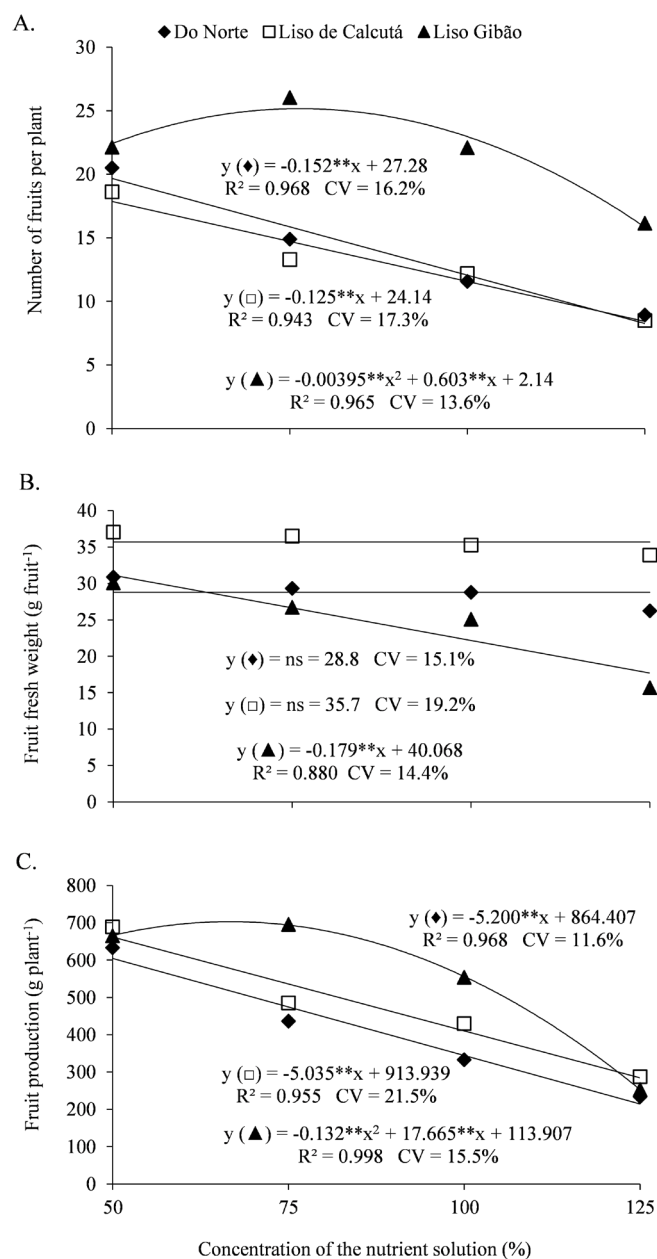 A.
◆Do Norte □Liso de Calcutá ▲Liso Gibão
Number of fruits per plant
30
25
20
15
10
5
0
y (♦) = -0.152**x + 27.28
R² = 0.968 CV = 16.2%
y (□) = -0.125**x + 24.14
R² = 0.943 CV = 17.3%
y (▲) = -0.00395**x² + 0.603**x + 2.14
R² = 0.965 CV = 13.6%
B.
Fruit fresh weight (g fruit⁻¹)
40
35
30
25
20
15
10
5
0
y (♦) = ns = 28.8 CV = 15.1%
y (□) = ns = 35.7 CV = 19.2%
y (▲) = -0.179**x + 40.068
R² = 0.880 CV = 14.4%
C.
Fruit production (g plant⁻¹)
800
700
600
500
400
300
200
100
0
y (♦) = -5.200**x + 864.407
R² = 0.968 CV = 11.6%
y (□) = -5.035**x + 913.939
R² = 0.955 CV = 21.5%
y (▲) = -0.132**x² + 17.665**x + 113.907
R² = 0.998 CV = 15.5%
50 75 100 125
Concentration of the nutrient solution (%)